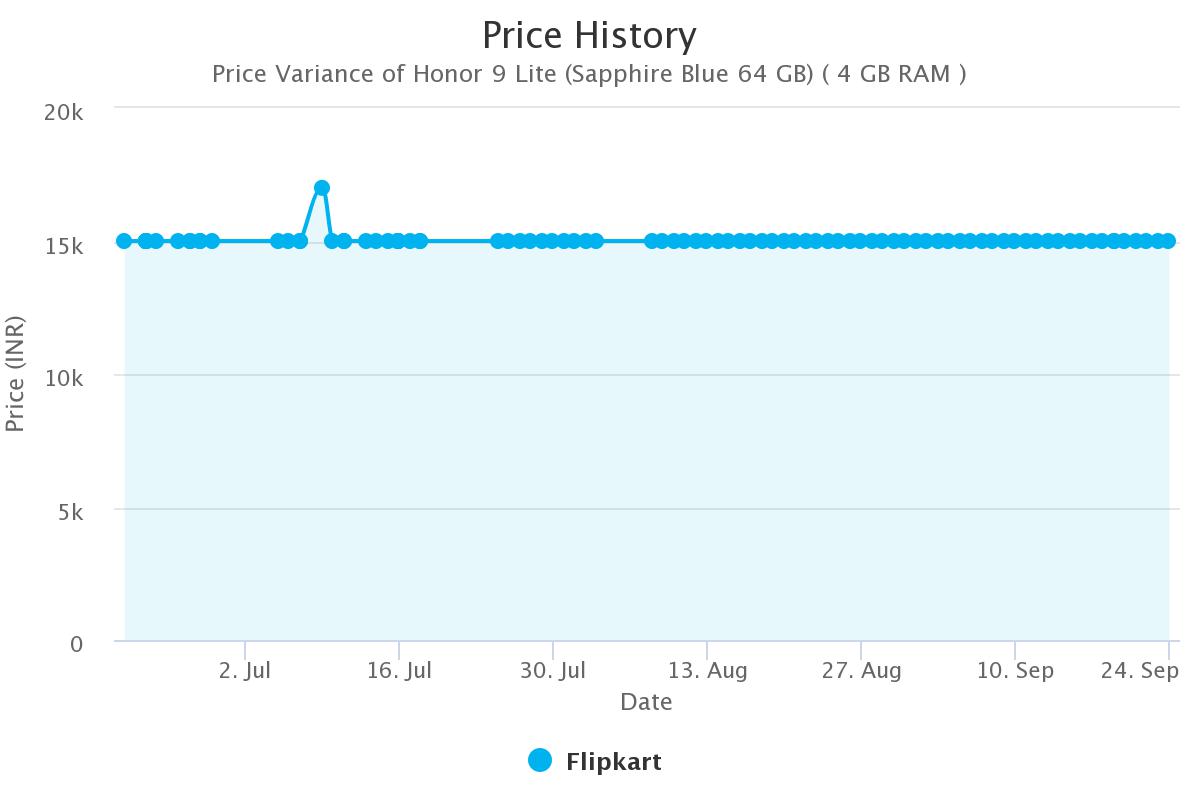 Price History
Price Variance of Honor 9 Lite (Sapphire Blue 64 GB) ( 4 GB RAM )
20k
15k
10k
5k
0
Price (INR)
2. Jul
16. Jul
30. Jul
13. Aug
27. Aug
10. Sep
24. Sep
Date
Flipkart